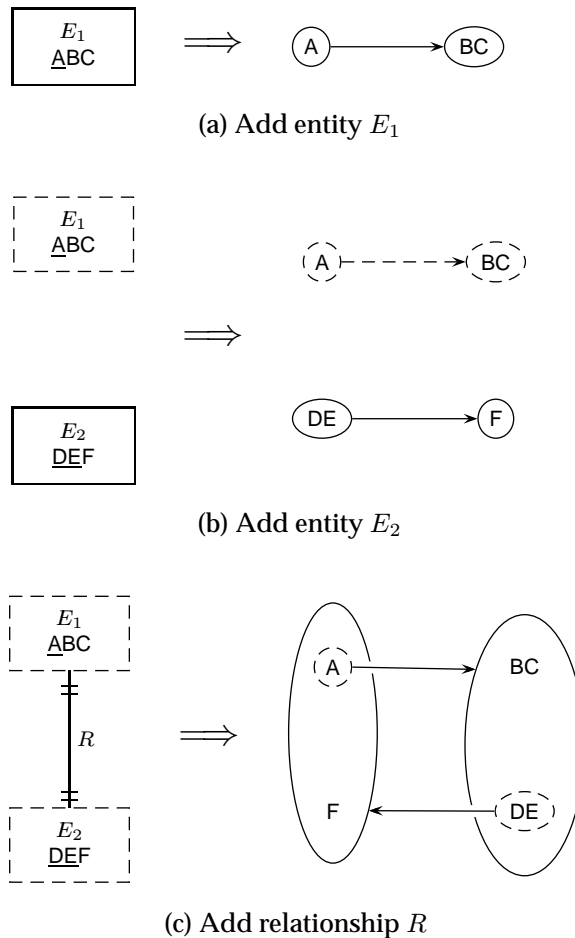 E1
ABC
⟹
A
BC
(a) Add entity E1
E1
ABC
A
BC
⟹
DE
F
E2
DEF
(b) Add entity E2
E1
ABC
A
BC
R
⟹
F
DE
E2
DEF
(c) Add relationship R